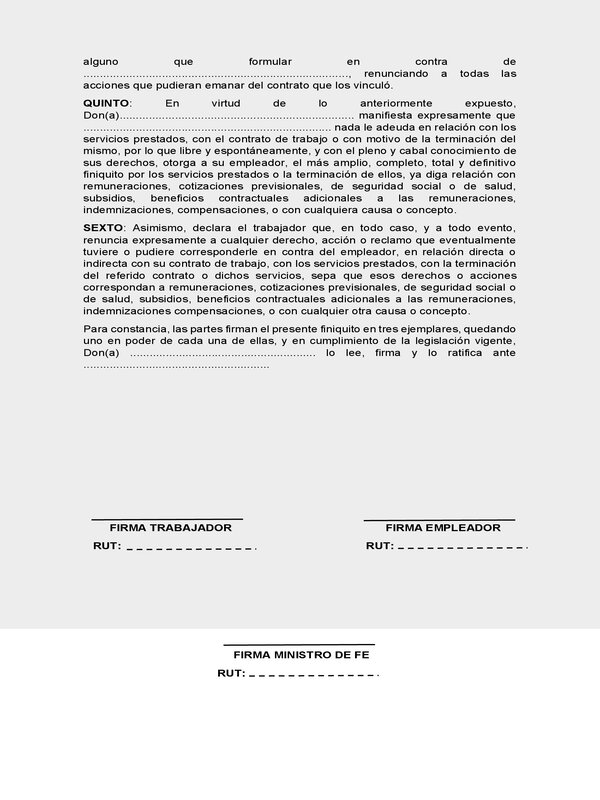 alguno que formular en contra de
................................................................................., renunciando a todas las
acciones que pudieran emanar del contrato que los vinculó.
QUINTO: En virtud de lo anteriormente expuesto,
Don(a)........................................................................ manifiesta expresamente que
........................................................................... nada le adeuda en relación con los
servicios prestados, con el contrato de trabajo o con motivo de la terminación del
mismo, por lo que libre y espontáneamente, y con el pleno y cabal conocimiento de
sus derechos, otorga a su empleador, el más amplio, completo, total y definitivo
finiquito por los servicios prestados o la terminación de ellos, ya diga relación con
remuneraciones, cotizaciones previsionales, de seguridad social o de salud,
subsidios, beneficios contractuales adicionales a las remuneraciones,
indemnizaciones, compensaciones, o con cualquiera causa o concepto.
SEXTO: Asimismo, declara el trabajador que, en todo caso, y a todo evento,
renuncia expresamente a cualquier derecho, acción o reclamo que eventualmente
tuviere o pudiere corresponderle en contra del empleador, en relación directa o
indirecta con su contrato de trabajo, con los servicios prestados, con la terminación
del referido contrato o dichos servicios, sepa que esos derechos o acciones
correspondan a remuneraciones, cotizaciones previsionales, de seguridad social o
de salud, subsidios, beneficios contractuales adicionales a las remuneraciones,
indemnizaciones compensaciones, o con cualquier otra causa o concepto.
Para constancia, las partes firman el presente finiquito en tres ejemplares, quedando
uno en poder de cada una de ellas, y en cumplimiento de la legislación vigente,
Don(a) ......................................................... lo lee, firma y lo ratifica ante
.........................................................
FIRMA TRABAJADOR
RUT: _ _ _ _ _ _ _ _ _ _ .
FIRMA EMPLEADOR
RUT: _ _ _ _ _ _ _ _ _ _ .
FIRMA MINISTRO DE FE
RUT: _ _ _ _ _ _ _ _ _ _ .